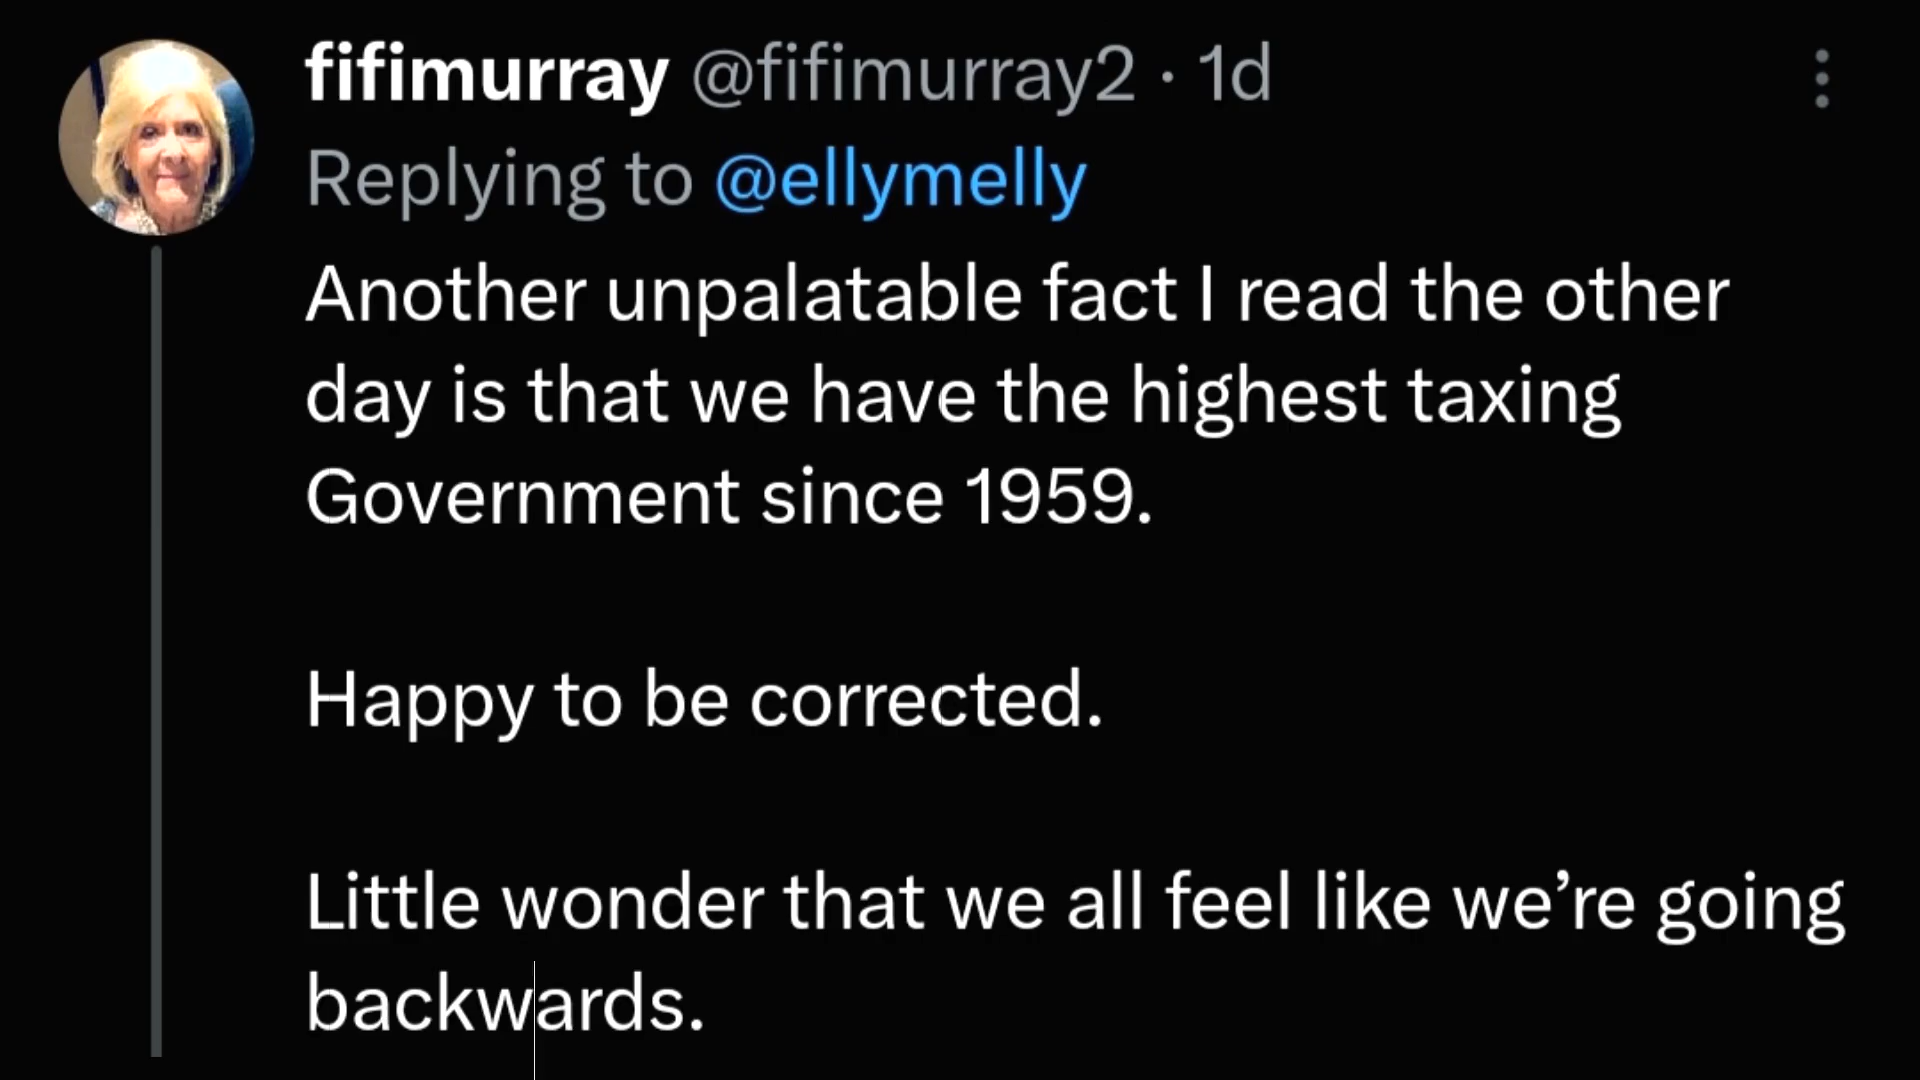 fifimurray @fifimurray2 · 1d
Replying to @ellymelly
Another unpalatable fact I read the other
day is that we have the highest taxing
Government since 1959.
Happy to be corrected.
Little wonder that we all feel like we’re going
backwards.